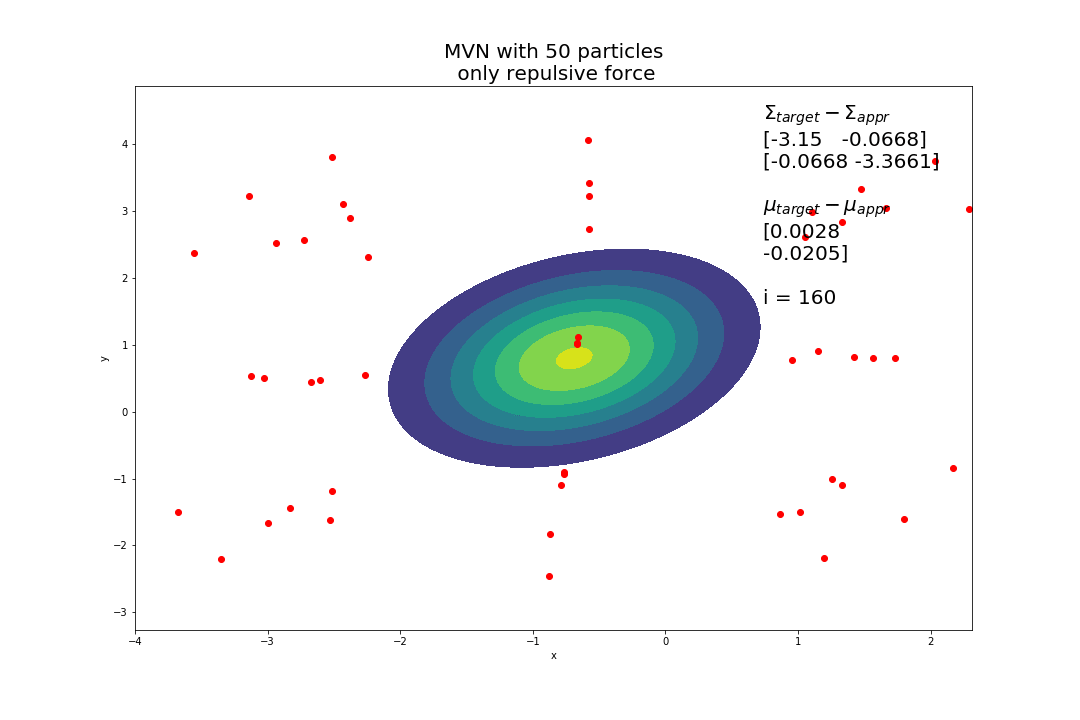 MVN with 50 particles
only repulsive force
Σ_target − Σ_appr
[-3.15 -0.0668]
[-0.0668 -3.3661]
μ_target − μ_appr
[0.0028
-0.0205]
i = 160
y
4
3
2
1
0
−1
−2
−3
−4 −3 −2 −1 0 1 2
x